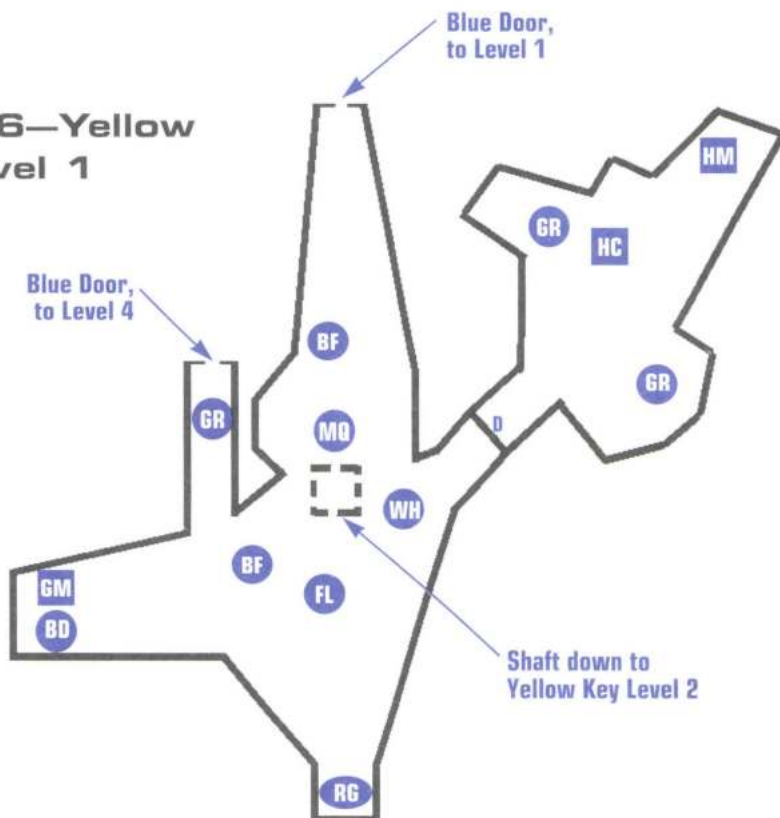 Blue Door,
to Level 1
6—Yellow
vel 1
HM
GR
HC
Blue Door,
to Level 4
BF
GR
GR
MQ
D
WH
BF
GM
FL
BD
Shaft down to
Yellow Key Level 2
RG